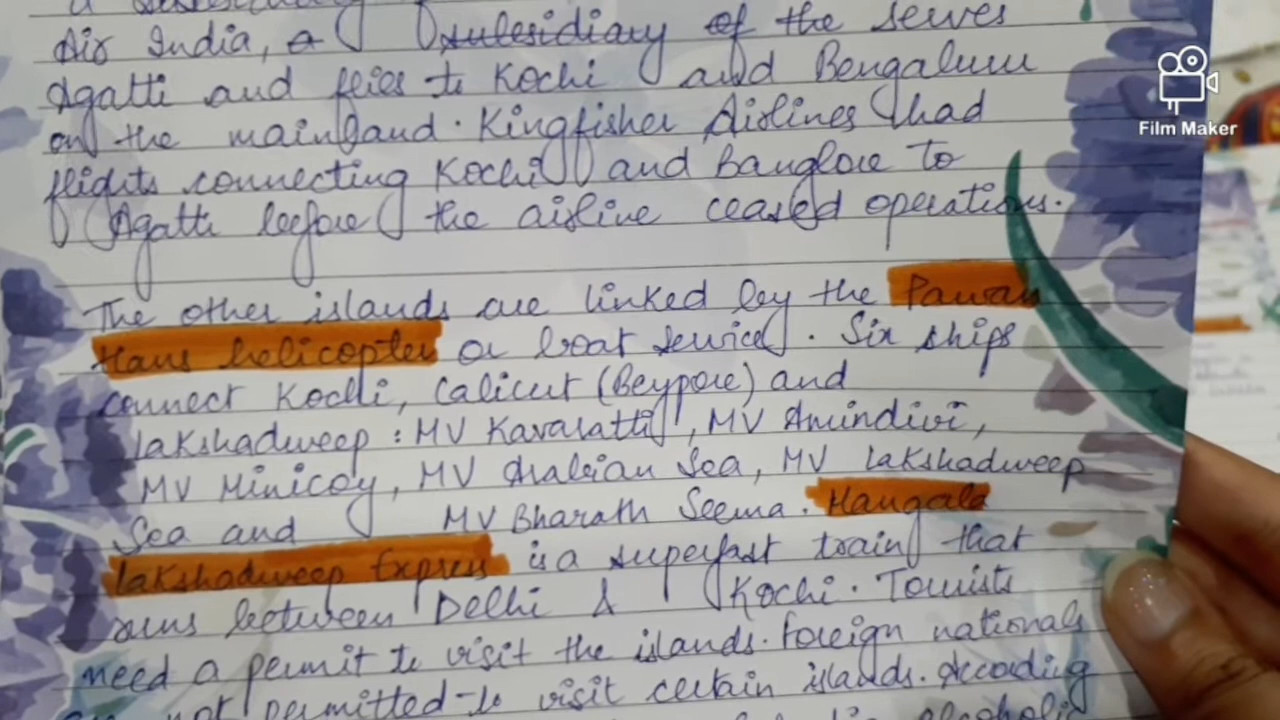 Air India, a subsidiary of the serves
Agatti and flies to Kochi and Bengaluru
on the mainland. Kingfisher Airlines had
flights connecting Kochi and Banglore to
Agatti before the airline ceased operations.
The other islands are linked by the Pawan
Hans helicopter or boat service. Six ships
connect Kochi, Calicut (Beypore) and
lakshadweep : MV Kavaratti, MV Amindivi,
MV Minicoy, MV Arabian Sea, MV lakshadweep
Sea and MV Bharath Seema. Mangala
lakshadweep Express is a superfast train that
runs between Delhi & Kochi. Tourists
need a permit to visit the islands. Foreign nationals
not permitted to visit certain islands. According
alcoholic
Film Maker